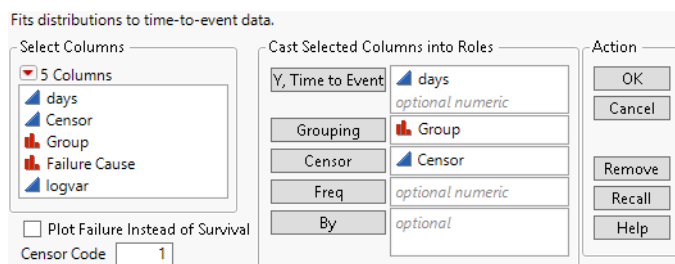 Fits distributions to time-to-event data.
Select Columns
5 Columns
days
Censor
Group
Failure Cause
logvar
Plot Failure Instead of Survival
Censor Code 1
Cast Selected Columns into Roles
Y, Time to Event days
optional numeric
Grouping Group
Censor Censor
Freq optional numeric
By optional
Action
OK
Cancel
Remove
Recall
Help